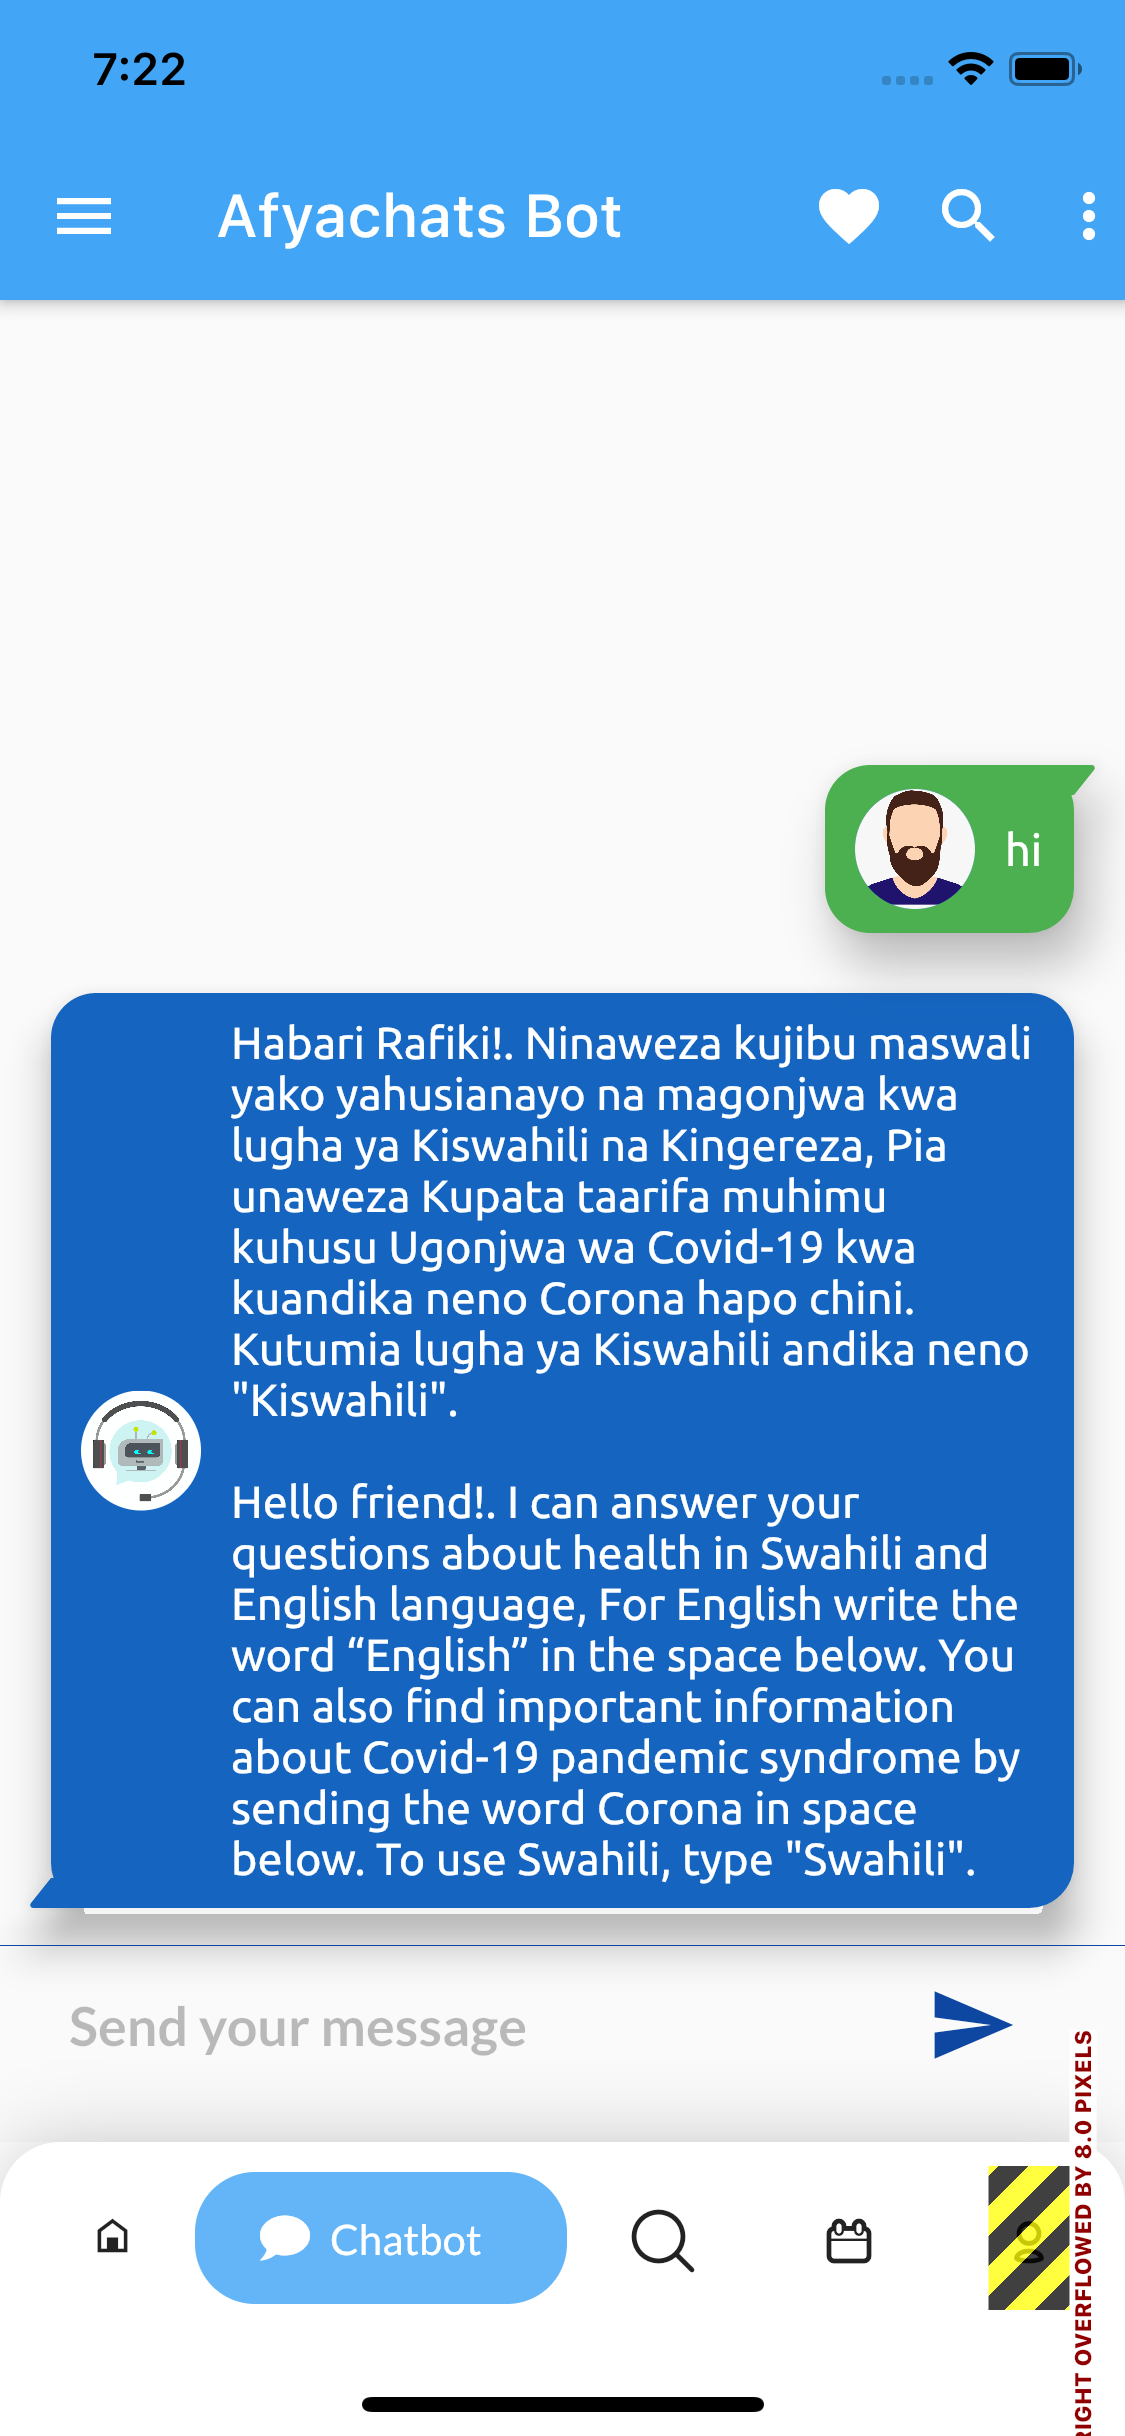 7:22
Afyachats Bot
hi
Habari Rafiki!. Ninaweza kujibu maswali
yako yahusianayo na magonjwa kwa
lugha ya Kiswahili na Kingereza, Pia
unaweza Kupata taarifa muhimu
kuhusu Ugonjwa wa Covid-19 kwa
kuandika neno Corona hapo chini.
Kutumia lugha ya Kiswahili andika neno
"Kiswahili".
Hello friend!. I can answer your
questions about health in Swahili and
English language, For English write the
word “English” in the space below. You
can also find important information
about Covid-19 pandemic syndrome by
sending the word Corona in space
below. To use Swahili, type "Swahili".
Send your message
Chatbot
RIGHT OVERFLOWED BY 8.0 PIXELS